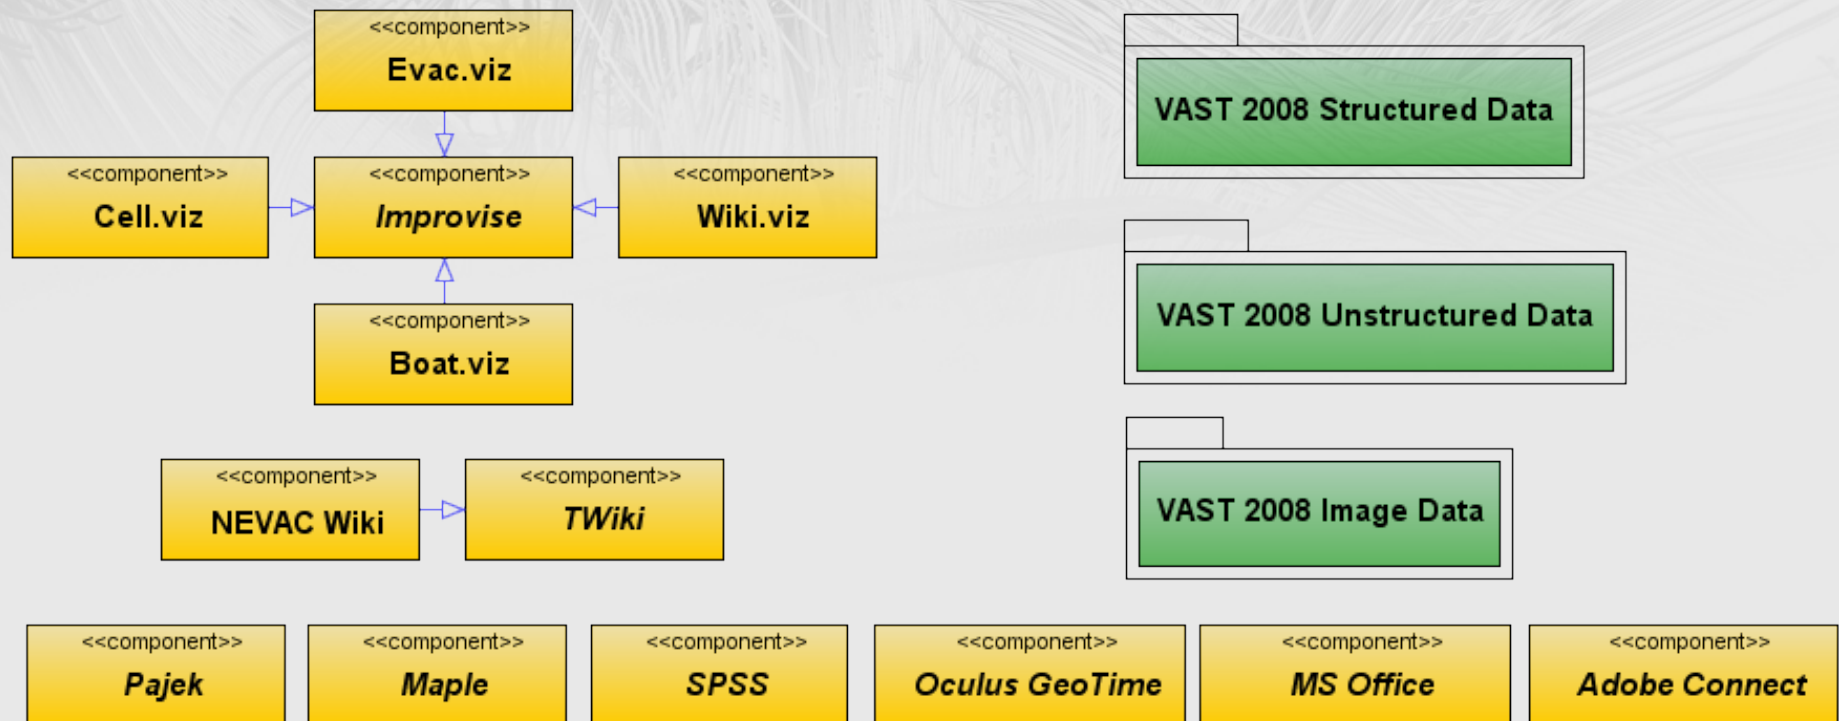 <<component>>
Evac.viz
<<component>>
Cell.viz
<<component>>
Improvise
<<component>>
Wiki.viz
<<component>>
Boat.viz
<<component>>
NEVAC Wiki
<<component>>
TWiki
VAST 2008 Structured Data
VAST 2008 Unstructured Data
VAST 2008 Image Data
<<component>>
Pajek
<<component>>
Maple
<<component>>
SPSS
<<component>>
Oculus GeoTime
<<component>>
MS Office
<<component>>
Adobe Connect